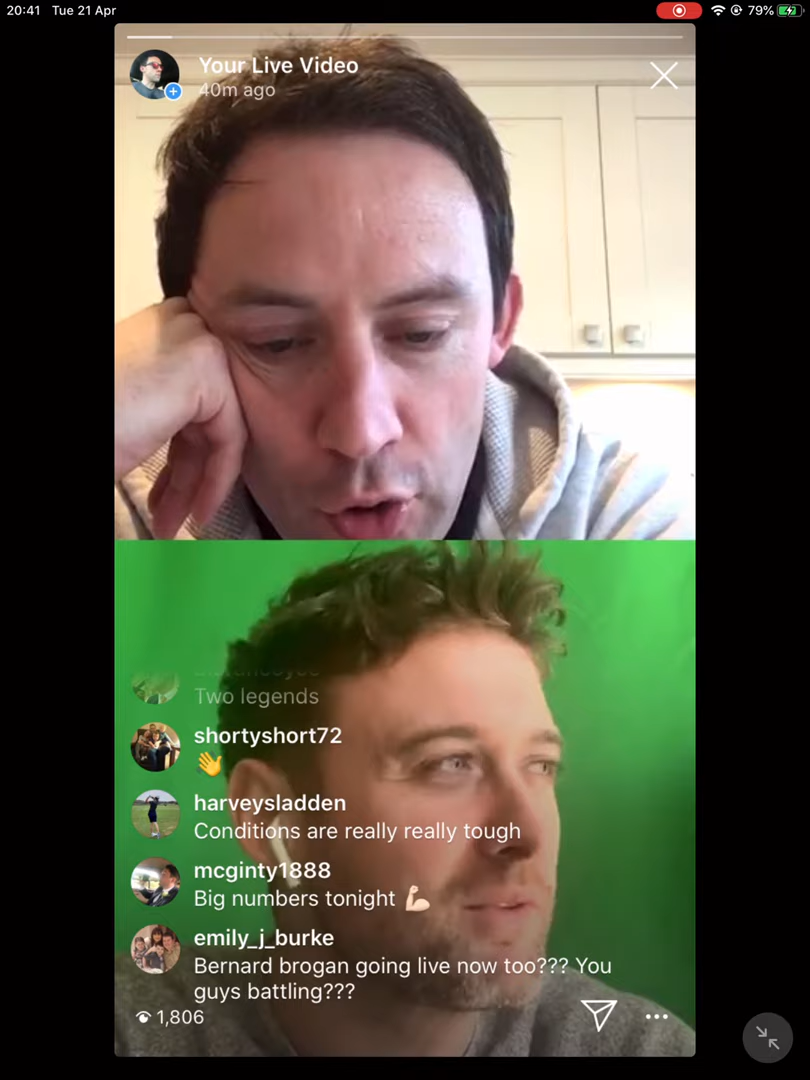 20:41 Tue 21 Apr
79%
Your Live Video
40m ago
Two legends
shortyshort72
👋
harveysladden
Conditions are really really tough
mcginty1888
Big numbers tonight 💪🏻
emily_j_burke
Bernard brogan going live now too??? You
guys battling???
1,806